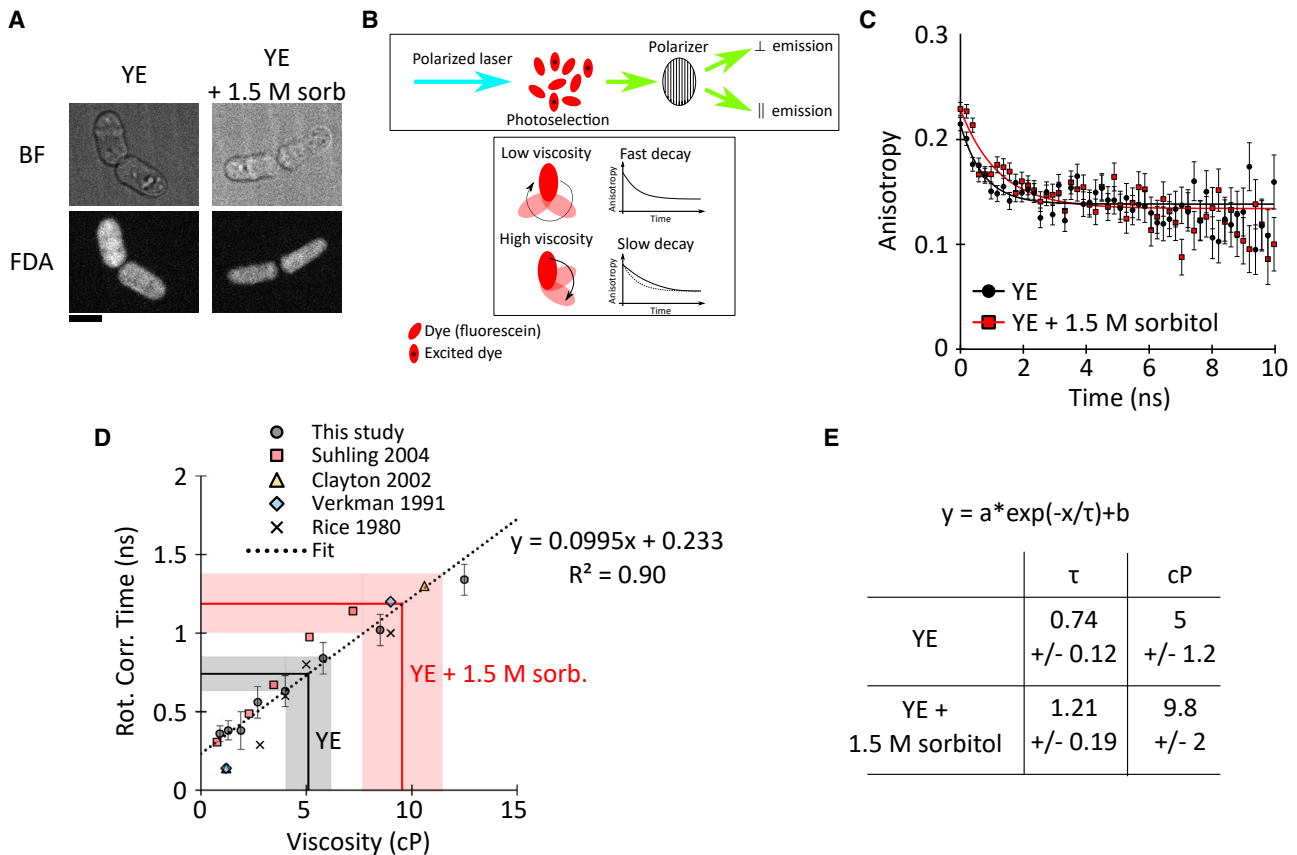 A
YE
YE
+ 1.5 M sorb
BF
FDA
B
Polarized laser
Photoselection
Polarizer
⊥ emission
|| emission
Low viscosity
Fast decay
Anisotropy
Time
High viscosity
Slow decay
Anisotropy
Time
Dye (fluorescein)
Excited dye
C
0.3
0.2
0.1
0
Anisotropy
YE
YE + 1.5 M sorbitol
0 2 4 6 8 10
Time (ns)
D
This study
Suhling 2004
Clayton 2002
Verkman 1991
Rice 1980
Fit
2
1.5
1
0.5
0
Rot. Corr. Time (ns)
y = 0.0995x + 0.233
R² = 0.90
YE + 1.5 M sorb.
YE
0 5 10 15
Viscosity (cP)
E
y = a*exp(-x/τ)+b
τ cP
YE 0.74 5
+/- 0.12 +/- 1.2
YE + 1.21 9.8
1.5 M sorbitol +/- 0.19 +/- 2